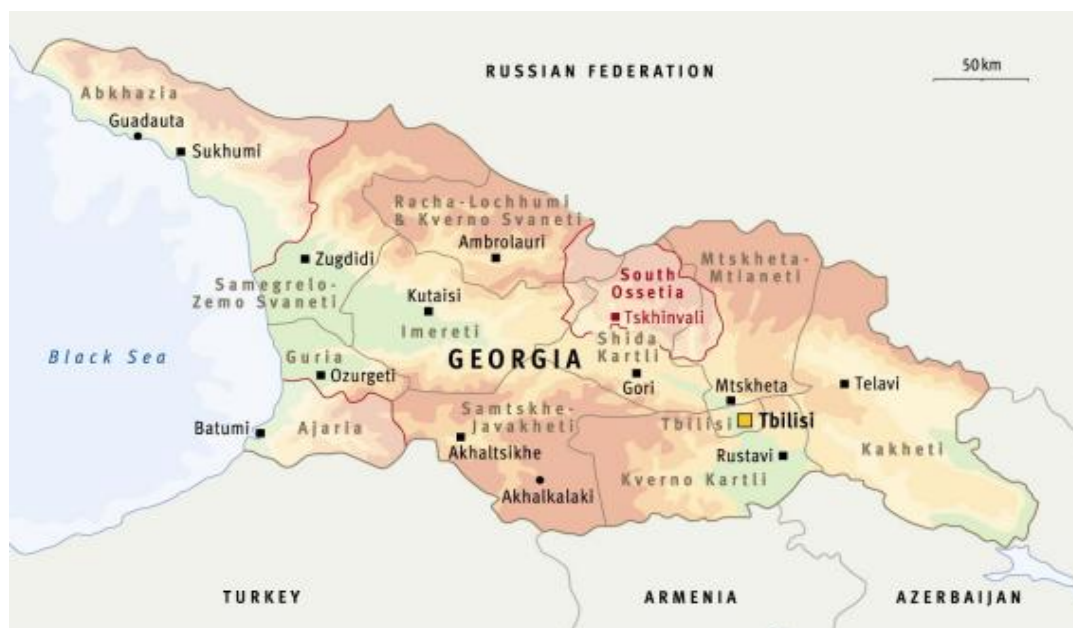 RUSSIAN FEDERATION
50 km
Abkhazia
Guadauta
Sukhumi
Racha-Lochhumi
& Kverno Svaneti
Ambrolauri
Mtskheta-
Mtianeti
Zugdidi
Samegrelo-
Zemo Svaneti
South
Ossetia
Tskhinvali
Kutaisi
Imereti
Shida
Kartli
Black Sea
Guria
GEORGIA
Ozurgeti
Gori
Mtskheta
Telavi
Batumi
Ajaria
Samtskhe-
Javakheti
Tbilisi
Tbilisi
Akhaltsikhe
Rustavi
Kakheti
Kverno Kartli
Akhalkalaki
TURKEY
ARMENIA
AZERBAIJAN